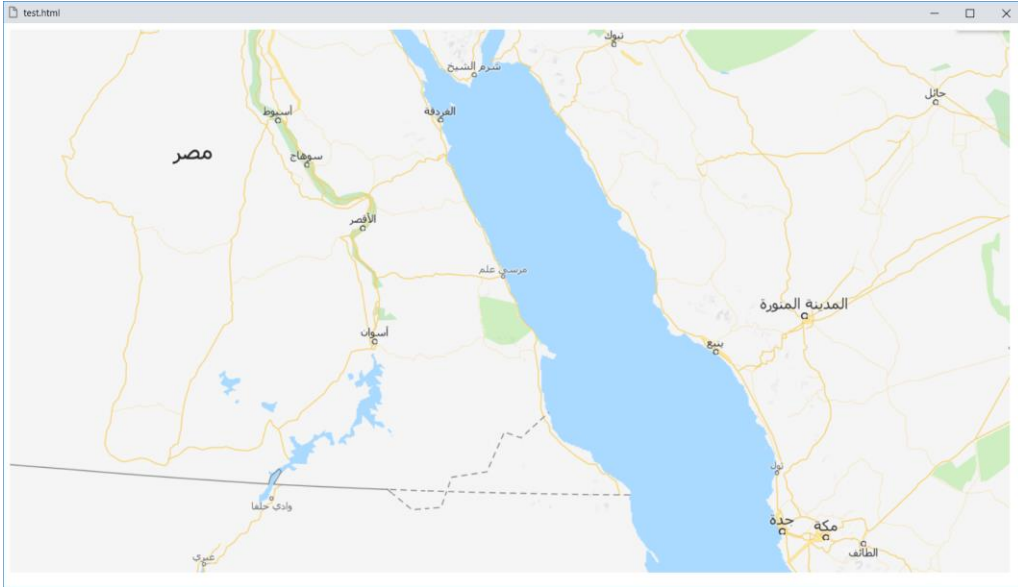 test.html
تبوك
شرم الشيخ
حائل
أسيوط
الغردقة
مصر
سوهاج
الأقصر
مرسى علم
المدينة المنورة
أسوان
ينبع
ثول
وادي حلفا
جدة
مكة
الطائف
عبري